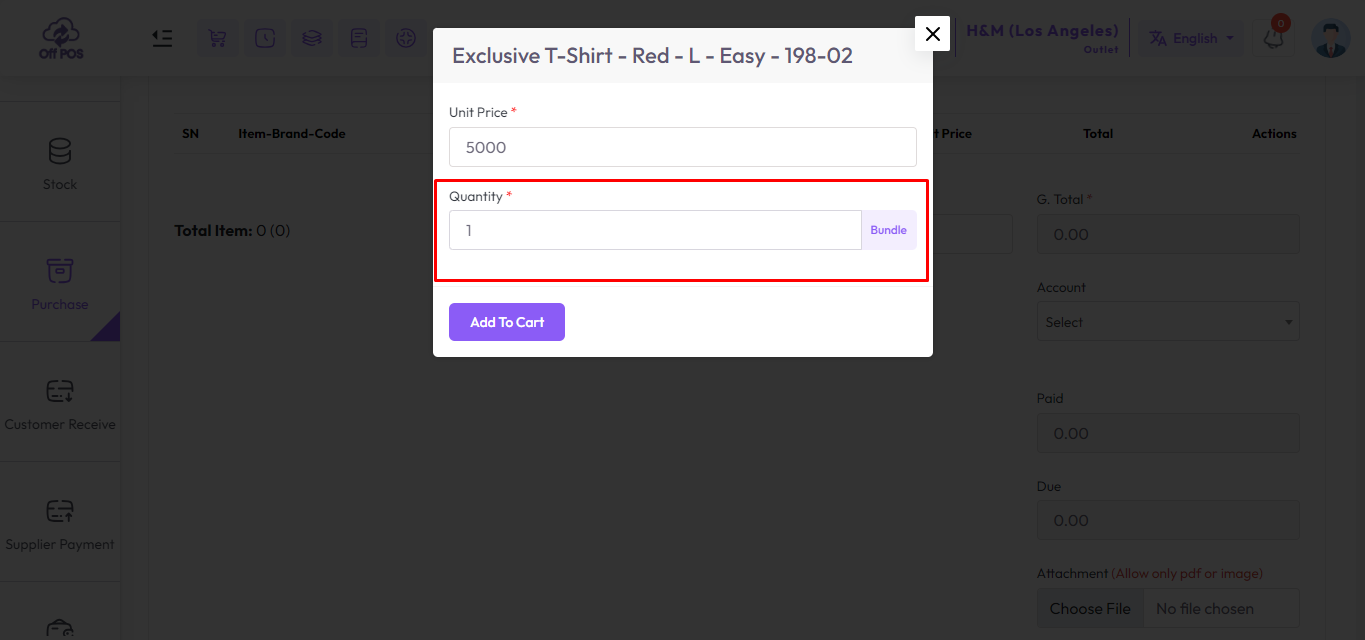 Off POS
H&M (Los Angeles)
Outlet
English
0
Exclusive T-Shirt - Red - L - Easy - 198-02
Unit Price *
5000
Quantity *
1
Bundle
Add To Cart
SN
Item-Brand-Code
Price
Total
Actions
Stock
Purchase
Customer Receive
Supplier Payment
Total Item: 0 (0)
G. Total *
0.00
Account
Select
Paid
0.00
Due
0.00
Attachment (Allow only pdf or image)
Choose File
No file chosen